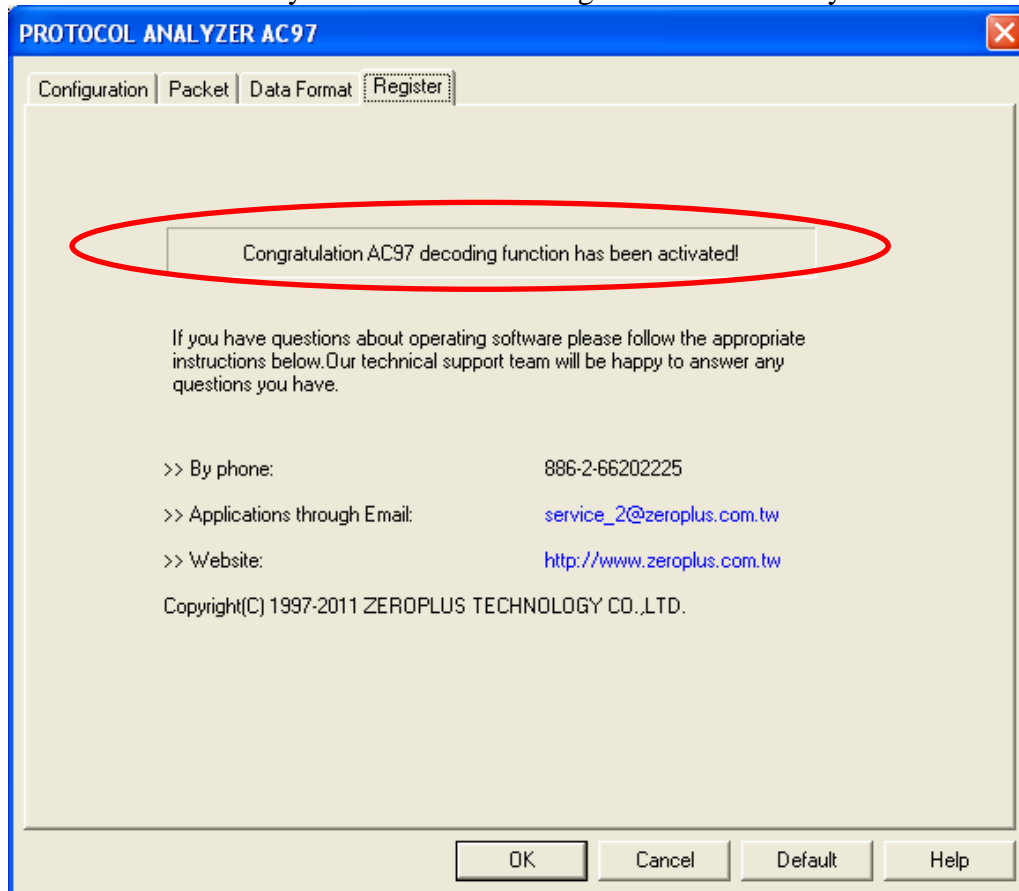 PROTOCOL ANALYZER AC97
Configuration Packet Data Format Register
Congratulation AC97 decoding function has been activated!
If you have questions about operating software please follow the appropriate
instructions below.Our technical support team will be happy to answer any
questions you have.
>> By phone: 886-2-66202225
>> Applications through Email: service_2@zeroplus.com.tw
>> Website: http://www.zeroplus.com.tw
Copyright(C) 1997-2011 ZEROPLUS TECHNOLOGY CO.,LTD.
OK Cancel Default Help